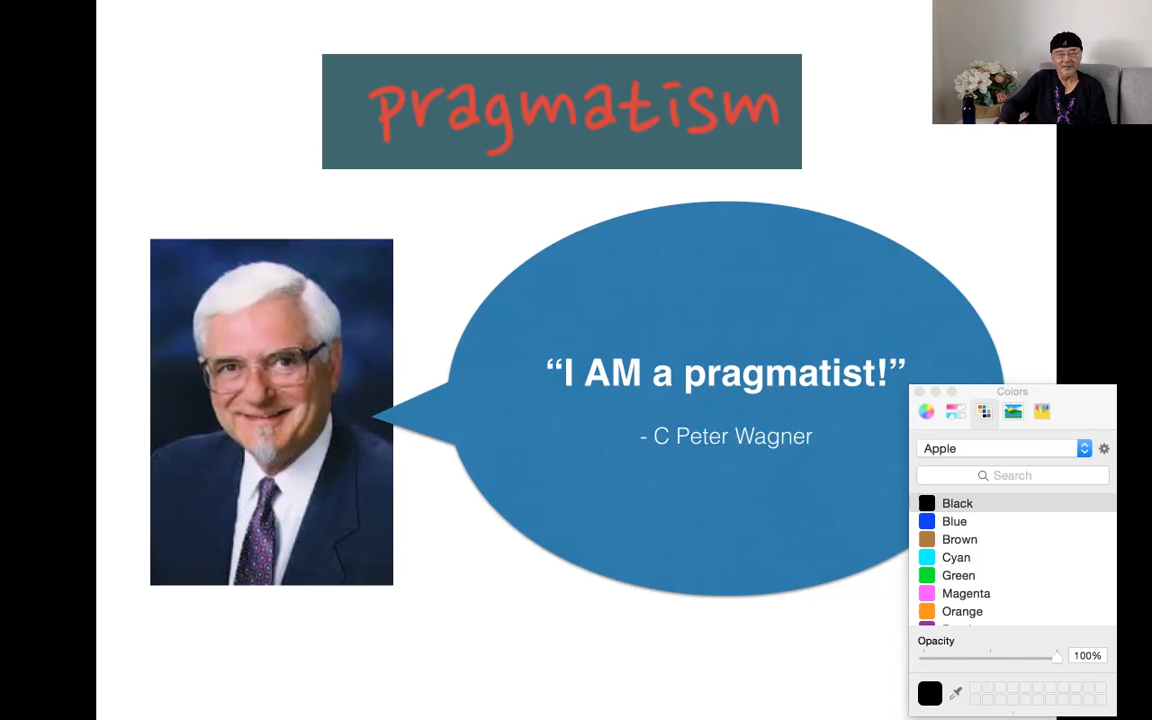 pragmatism
“I AM a pragmatist!”
- C Peter Wagner
Colors
Apple
Search
Black
Blue
Brown
Cyan
Green
Magenta
Orange
Opacity
100%